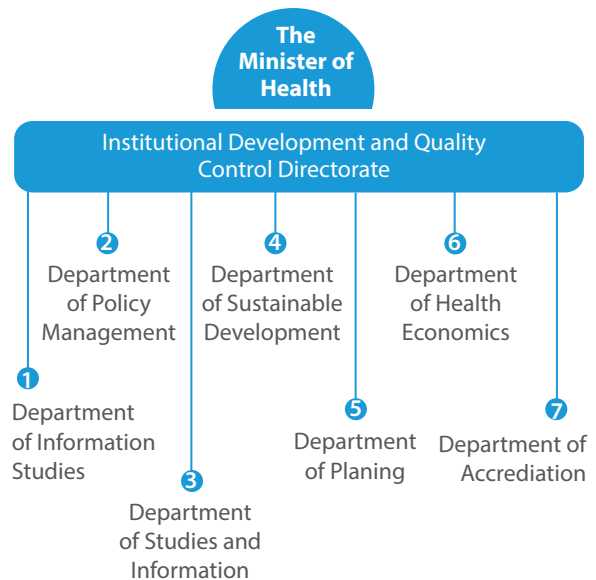 The
Minister of
Health
Institutional Development and Quality
Control Directorate
1
Department
of Information
Studies
2
Department
of Policy
Management
3
Department
of Studies and
Information
4
Department
of Sustainable
Development
5
Department
of Planing
6
Department
of Health
Economics
7
Department of
Accrediation